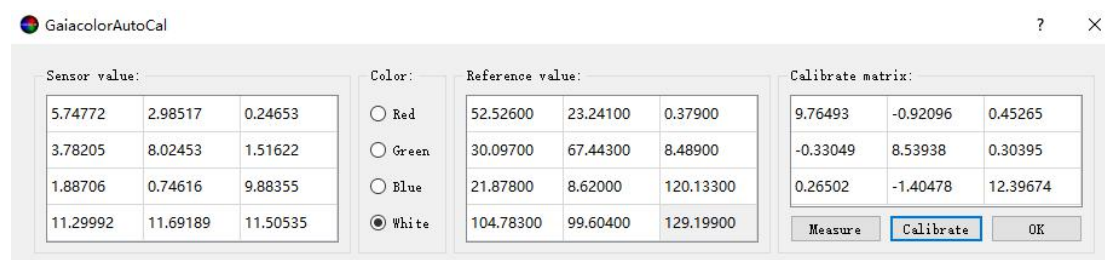 GaiacolorAutoCal ? ×
Sensor value: Color: Reference value: Calibrate matrix:
5.74772 2.98517 0.24653 Red 52.52600 23.24100 0.37900 9.76493 -0.92096 0.45265
3.78205 8.02453 1.51622 Green 30.09700 67.44300 8.48900 -0.33049 8.53938 0.30395
1.88706 0.74616 9.88355 Blue 21.87800 8.62000 120.13300 0.26502 -1.40478 12.39674
11.29992 11.69189 11.50535 White 104.78300 99.60400 129.19900 Measure Calibrate OK